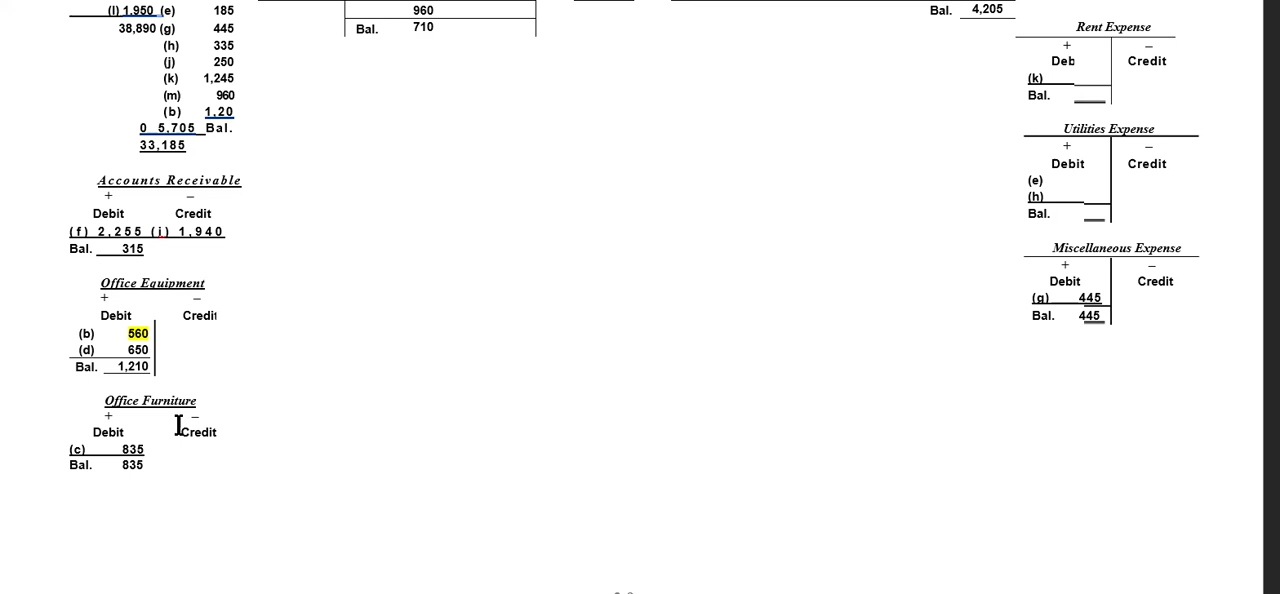 (l) 1,950 (e) 185
38,890 (g) 445
(h) 335
(j) 250
(k) 1,245
(m) 960
(b) 1,20
0 5,705 Bal.
33,185
Accounts Receivable
+ –
Debit Credit
(f) 2,255 (i) 1,940
Bal. 315
Office Equipment
+ –
Debit Credit
(b) 560
(d) 650
Bal. 1,210
Office Furniture
+ –
Debit Credit
(c) 835
Bal. 835
960
Bal. 710
Bal. 4,205
Rent Expense
+ –
Deb Credit
(k)
Bal.
Utilities Expense
+ –
Debit Credit
(e)
(h)
Bal.
Miscellaneous Expense
+ –
Debit Credit
(g) 445
Bal. 445